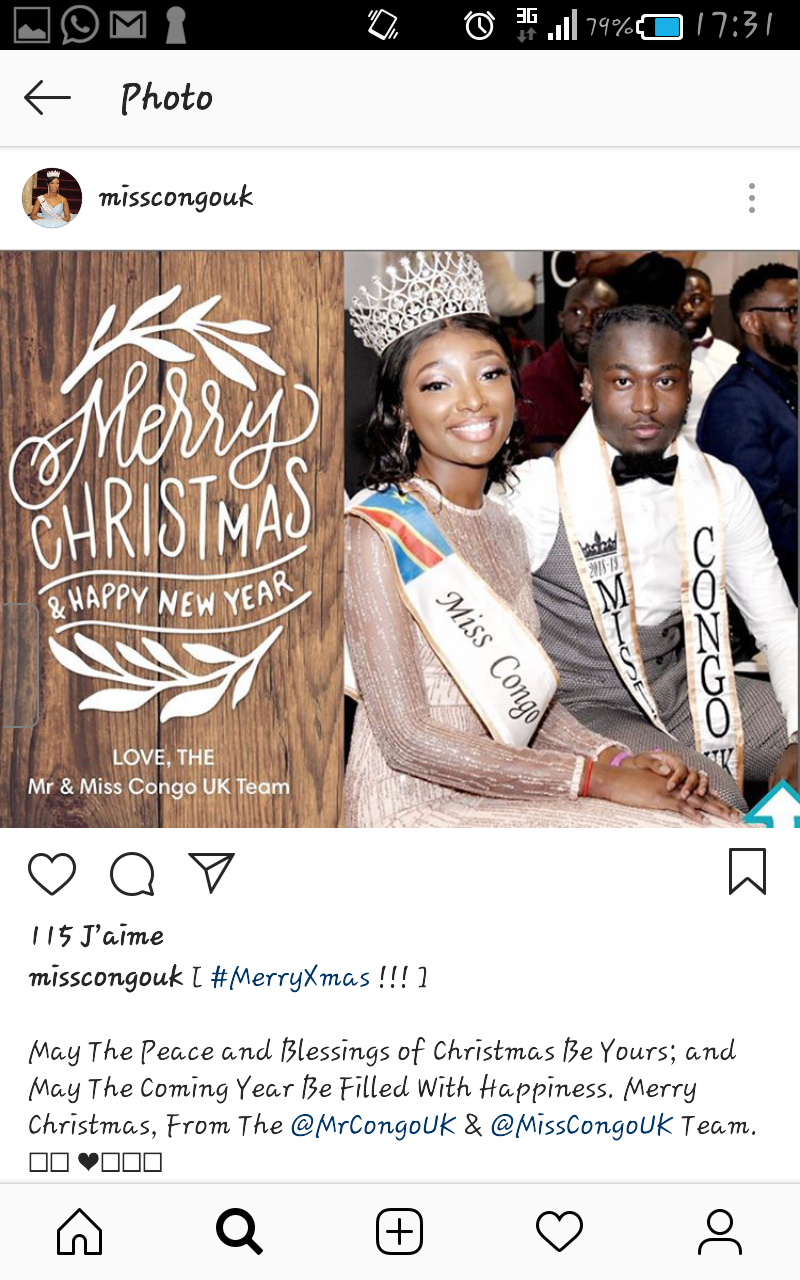 3G
79%
17:31
Photo
misscongouk
Merry
CHRISTMAS
& HAPPY NEW YEAR
LOVE, THE
Mr & Miss Congo UK Team
C
Miss Congo
2018-19
CONGO
UK
115 J'aime
misscongouk [ #MerryXmas !!! ]
May The Peace and Blessings of Christmas Be Yours; and
May The Coming Year Be Filled With Happiness. Merry
Christmas, From The @MrCongoUK & @MissCongoUK Team.
❤